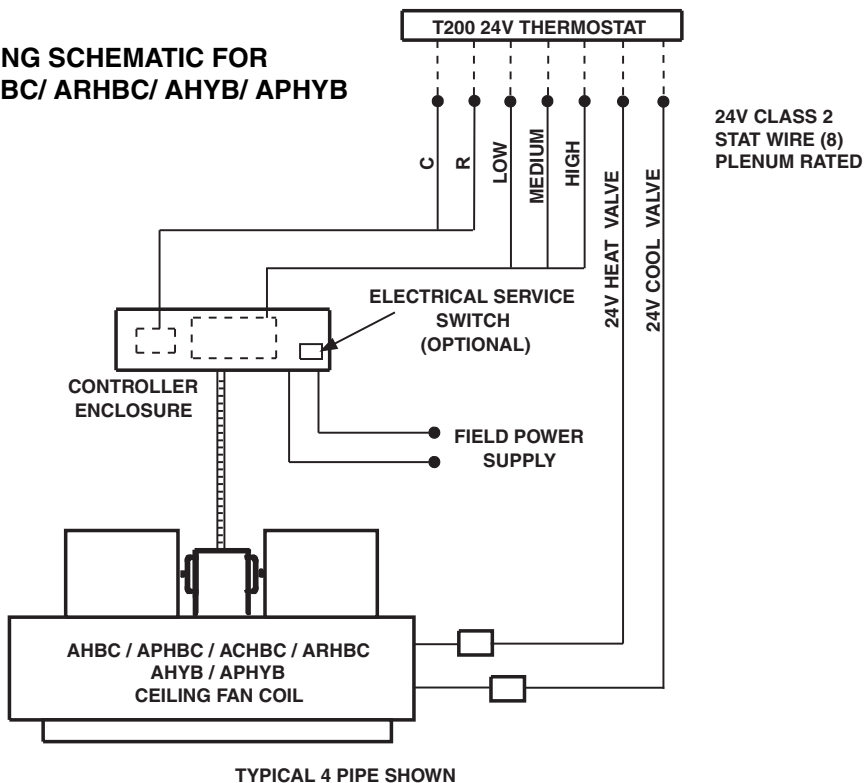 T200 24V THERMOSTAT
NG SCHEMATIC FOR
BC/ ARHBC/ AHYB/ APHYB
24V CLASS 2
STAT WIRE (8)
PLENUM RATED
C
R
LOW
MEDIUM
HIGH
24V HEAT VALVE
24V COOL VALVE
ELECTRICAL SERVICE
SWITCH
(OPTIONAL)
CONTROLLER
ENCLOSURE
FIELD POWER
SUPPLY
AHBC / APHBC / ACHBC / ARHBC
AHYB / APHYB
CEILING FAN COIL
TYPICAL 4 PIPE SHOWN